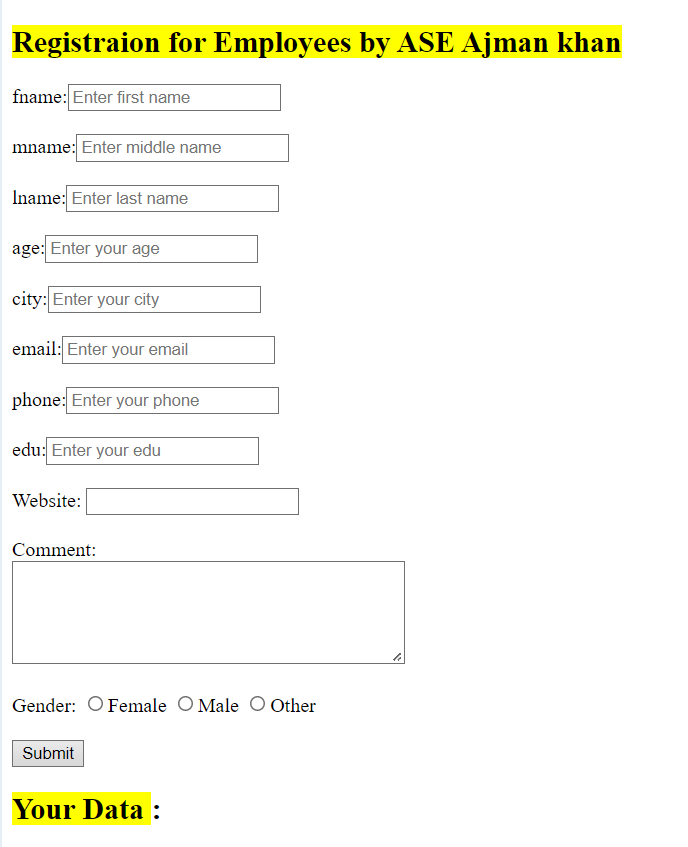 Registraion for Employees by ASE Ajman khan
fname: Enter first name
mname: Enter middle name
lname: Enter last name
age: Enter your age
city: Enter your city
email: Enter your email
phone: Enter your phone
edu: Enter your edu
Website:
Comment:
Gender: Female Male Other
Submit
Your Data :